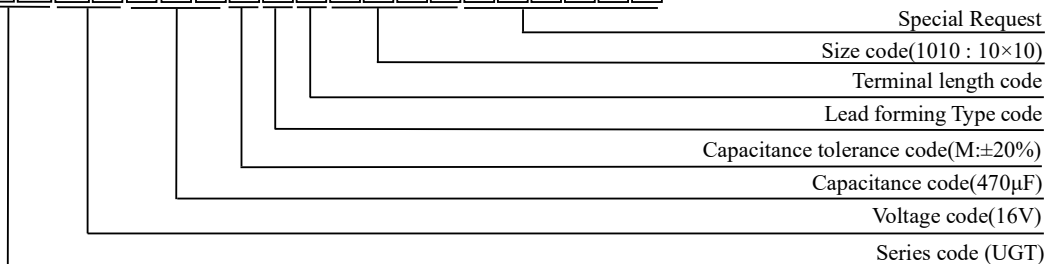 Special Request
Size code(1010 : 10×10)
Terminal length code
Lead forming Type code
Capacitance tolerance code(M:±20%)
Capacitance code(470μF)
Voltage code(16V)
Series code (UGT)